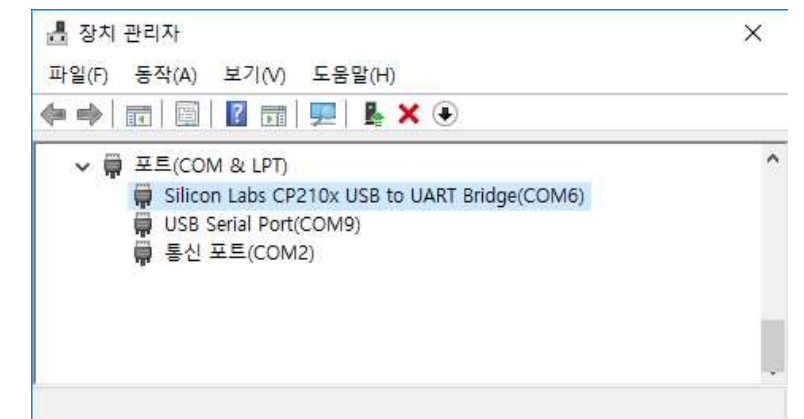 장치 관리자
파일(F) 동작(A) 보기(V) 도움말(H)
포트(COM & LPT)
Silicon Labs CP210x USB to UART Bridge(COM6)
USB Serial Port(COM9)
통신 포트(COM2)